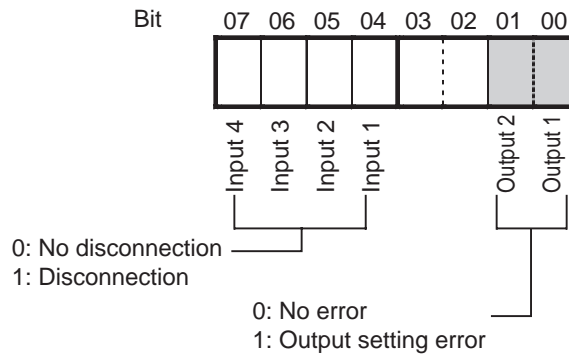 Bit 07 06 05 04 03 02 01 00
Input 4
Input 3
Input 2
Input 1
Output 2
Output 1
0: No disconnection
1: Disconnection
0: No error
1: Output setting error